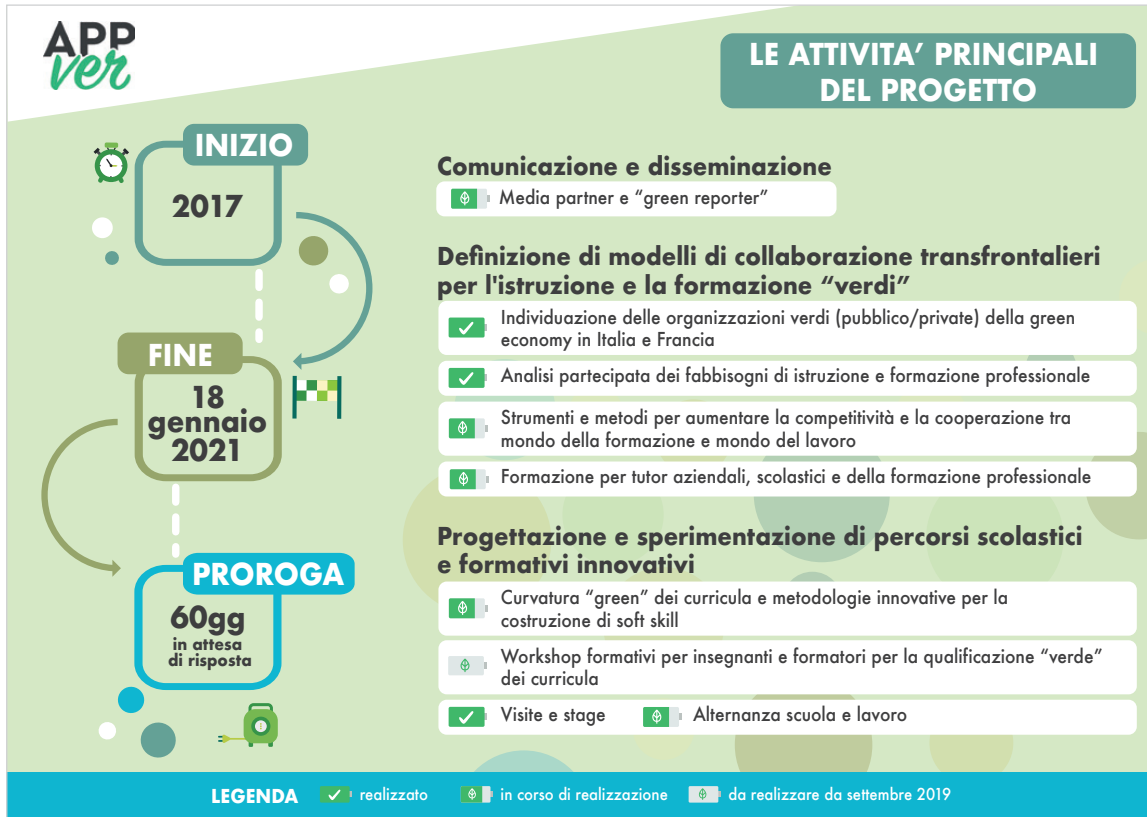 APP
ver
LE ATTIVITA’ PRINCIPALI
DEL PROGETTO
INIZIO
2017
FINE
18
gennaio
2021
PROROGA
60gg
in attesa
di risposta
Comunicazione e disseminazione
Media partner e “green reporter”
Definizione di modelli di collaborazione transfrontalieri
per l'istruzione e la formazione “verdi”
Individuazione delle organizzazioni verdi (pubblico/private) della green
economy in Italia e Francia
Analisi partecipata dei fabbisogni di istruzione e formazione professionale
Strumenti e metodi per aumentare la competitività e la cooperazione tra
mondo della formazione e mondo del lavoro
Formazione per tutor aziendali, scolastici e della formazione professionale
Progettazione e sperimentazione di percorsi scolastici
e formativi innovativi
Curvatura “green” dei curricula e metodologie innovative per la
costruzione di soft skill
Workshop formativi per insegnanti e formatori per la qualificazione “verde”
dei curricula
Visite e stage Alternanza scuola e lavoro
LEGENDA realizzato in corso di realizzazione da realizzare da settembre 2019